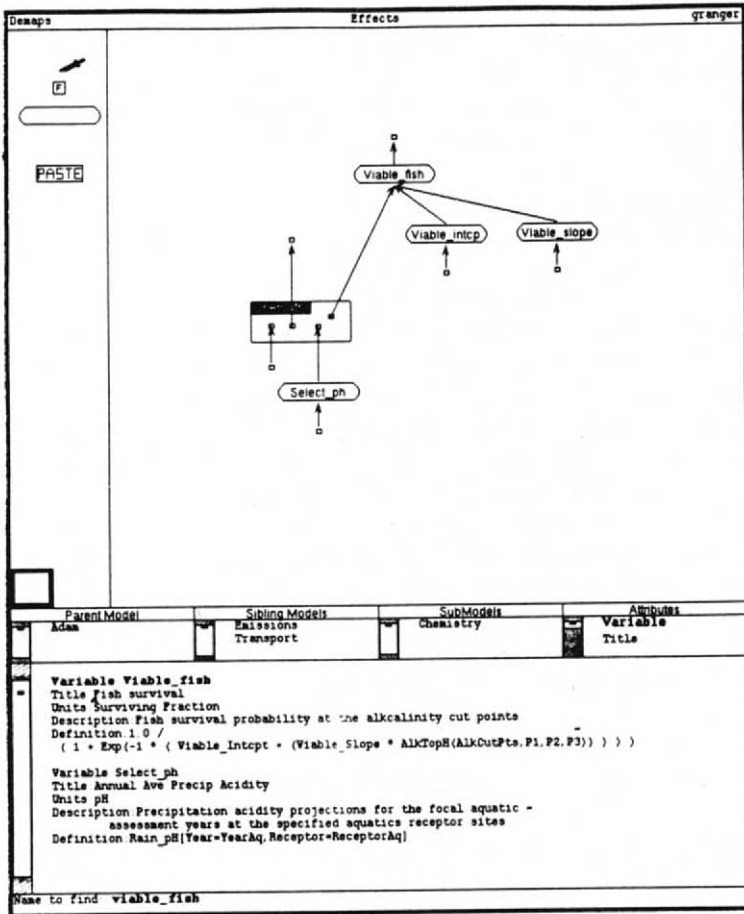 Demaps Effects granger
F
PASTE
Viable_fish
Viable_intcp Viable_slope
Select_ph
Parent Model Sibling Models SubModels Attributes
Adam Emissions Chemistry Variable
Transport Title
Variable Viable_fish
Title Fish survival
Units Surviving Fraction
Description Fish survival probability at the alkcalinity cut points
Definition 1.0 /
( 1 + Exp(-1 * ( Viable_Intcpt + (Viable_Slope * AlkTopH(AlkCutPts,P1,P2,P3)) ) ) )
Variable Select_ph
Title Annual Ave Precip Acidity
Units pH
Description Precipitation acidity projections for the focal aquatic -
assessment years at the specified aquatics receptor sites
Definition Rain_pH[Year=YearAq,Receptor=ReceptorAq]
Name to find viable_fish